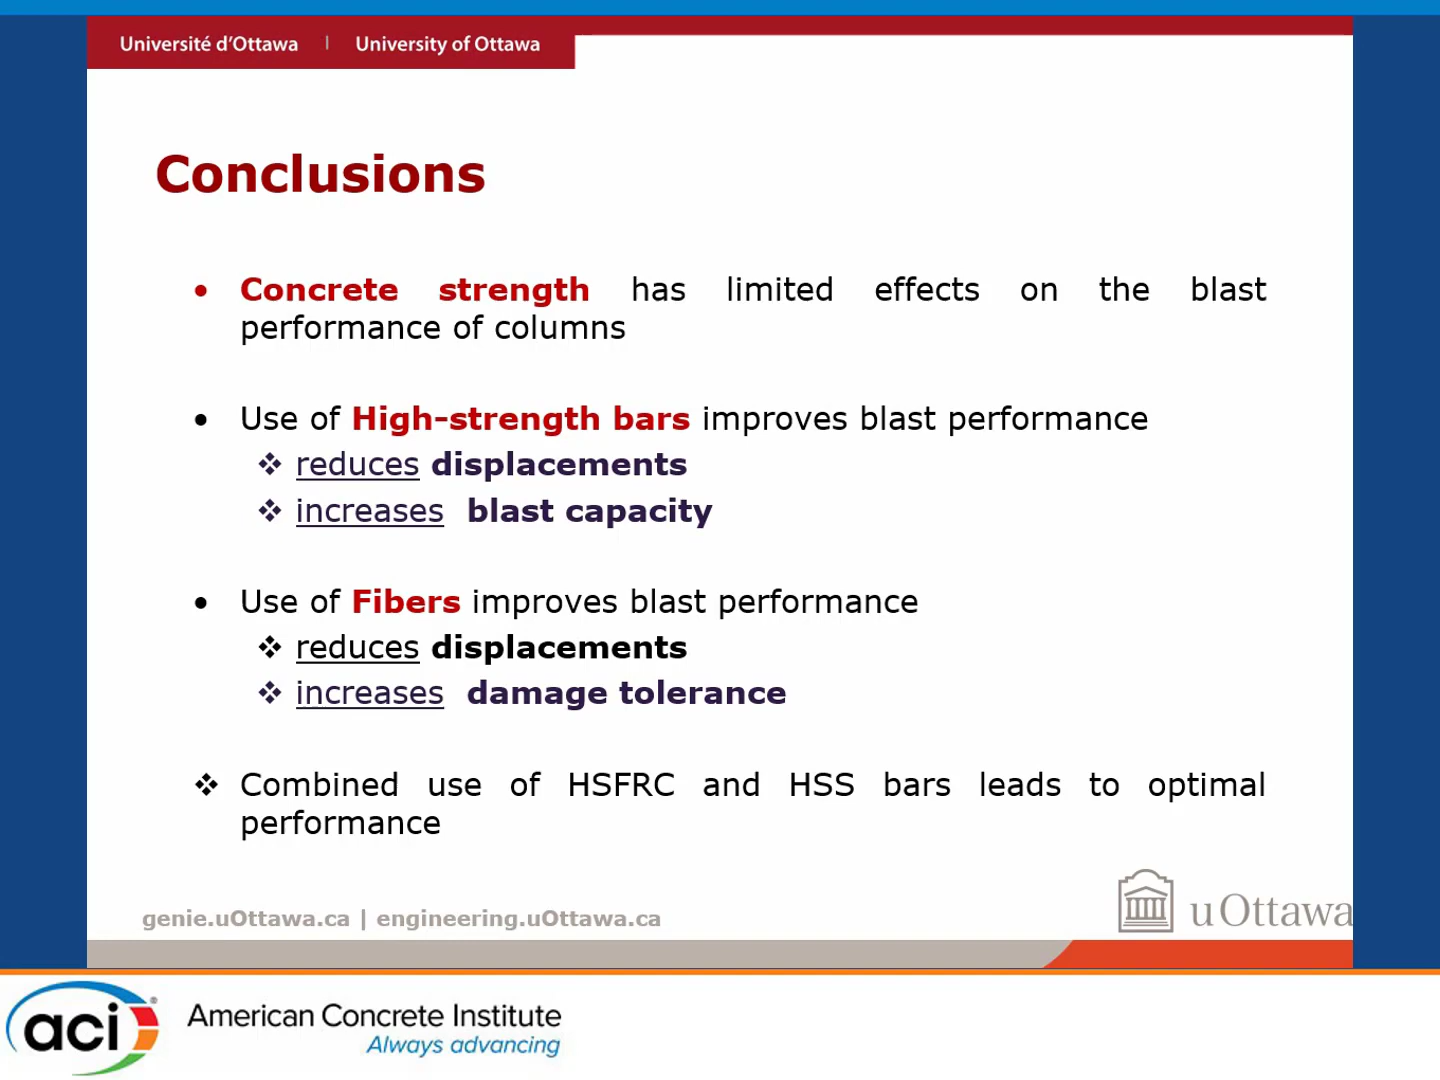 Université d'Ottawa | University of Ottawa
Conclusions
• Concrete strength has limited effects on the blast
performance of columns
• Use of High-strength bars improves blast performance
❖ reduces displacements
❖ increases blast capacity
• Use of Fibers improves blast performance
❖ reduces displacements
❖ increases damage tolerance
❖ Combined use of HSFRC and HSS bars leads to optimal
performance
genie.uOttawa.ca | engineering.uOttawa.ca
uOttawa
aci®
American Concrete Institute
Always advancing